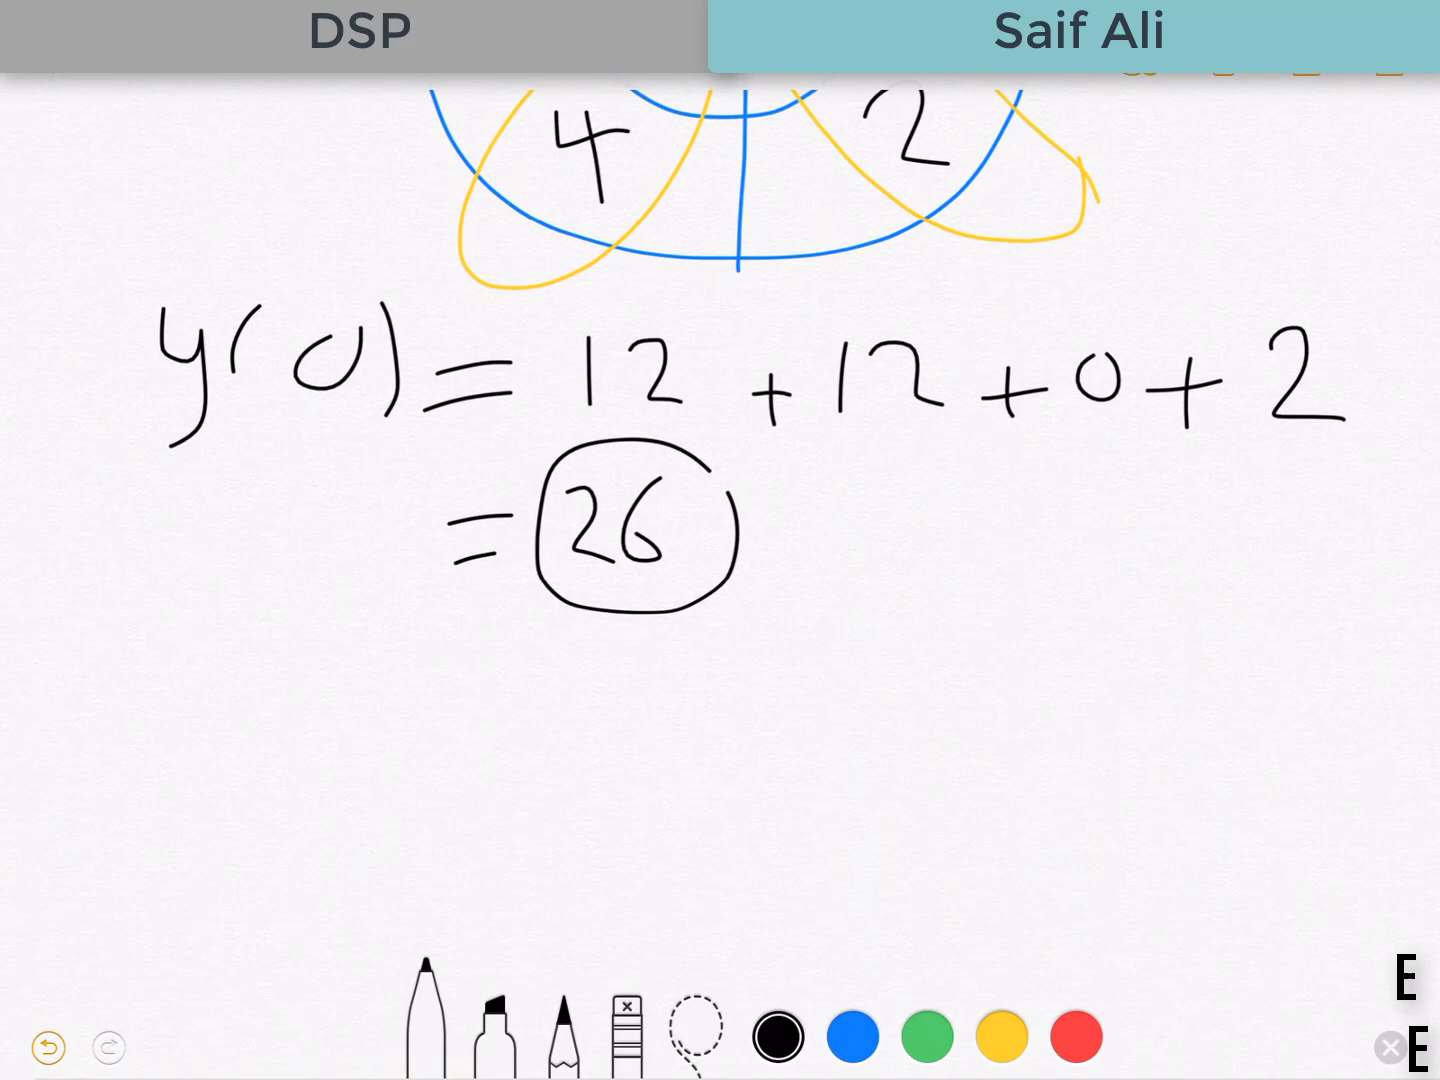 DSP Saif Ali
4 2
y(0) = 12 + 12 + 0 + 2
= 26
E
E